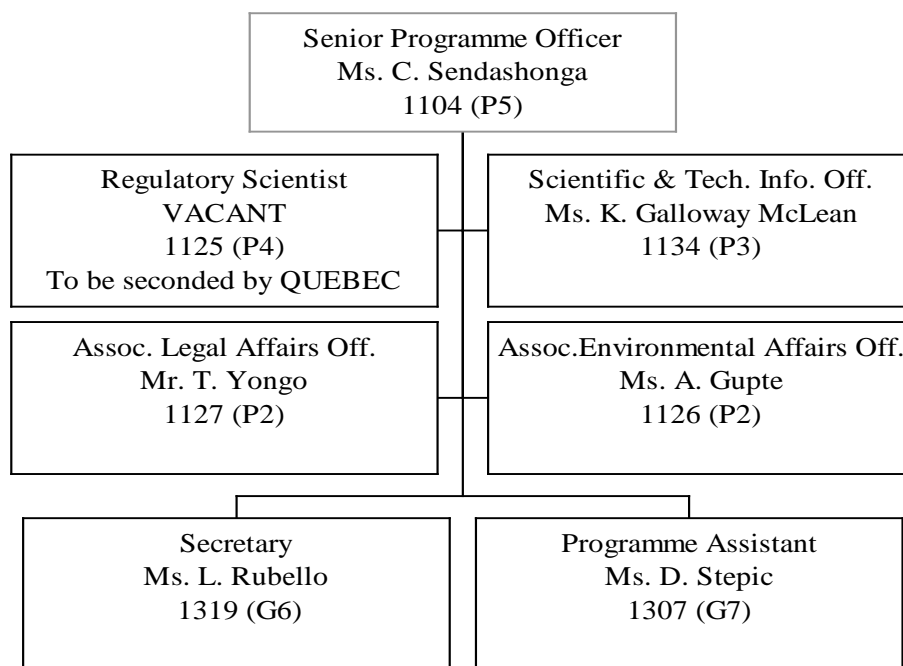 Senior Programme Officer
Ms. C. Sendashonga
1104 (P5)
Regulatory Scientist
VACANT
1125 (P4)
To be seconded by QUEBEC
Scientific & Tech. Info. Off.
Ms. K. Galloway McLean
1134 (P3)
Assoc. Legal Affairs Off.
Mr. T. Yongo
1127 (P2)
Assoc.Environmental Affairs Off.
Ms. A. Gupte
1126 (P2)
Secretary
Ms. L. Rubello
1319 (G6)
Programme Assistant
Ms. D. Stepic
1307 (G7)